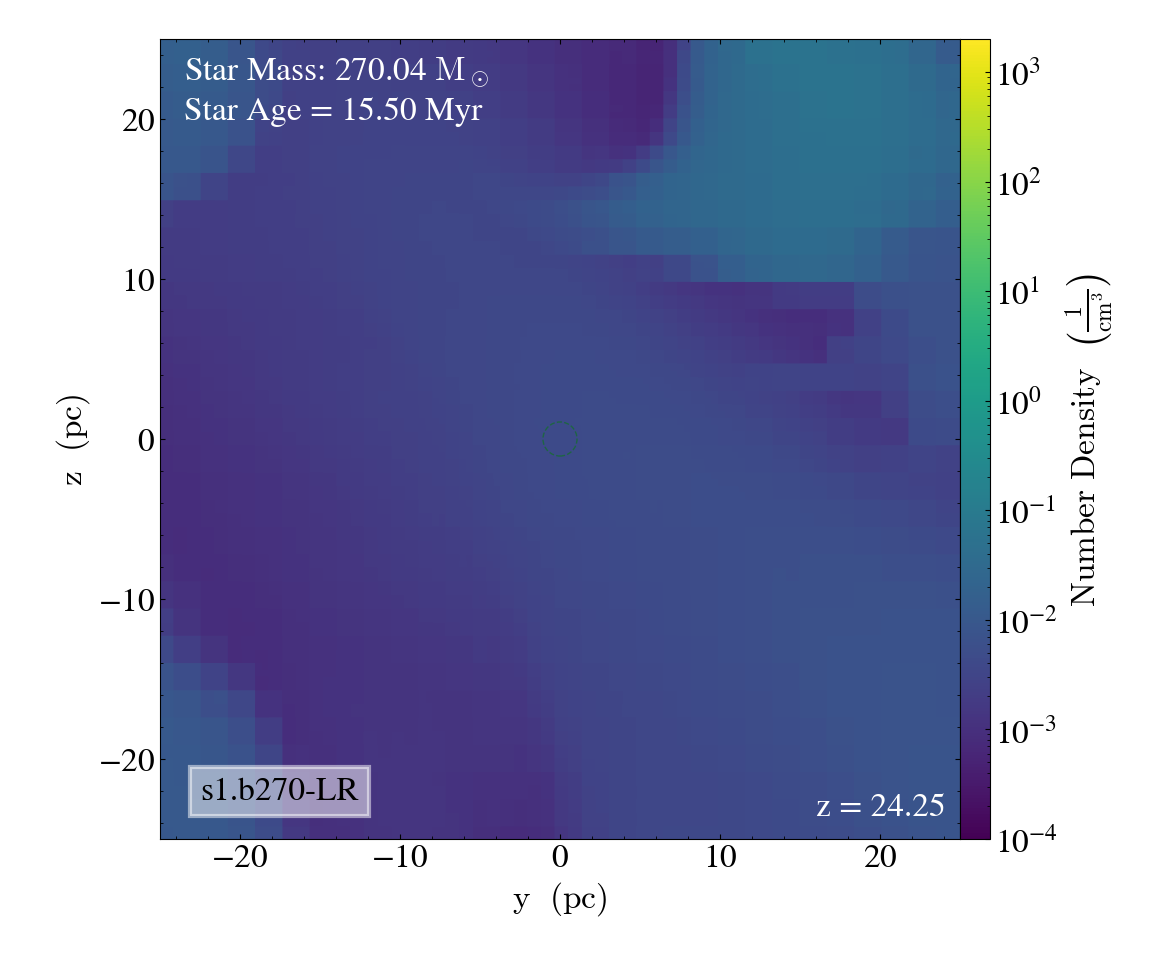 Star Mass: 270.04 M⊙
Star Age = 15.50 Myr
20
10
0
−10
−20
z (pc)
s1.b270-LR
z = 24.25
−20 −10 0 10 20
y (pc)
10³
10²
10¹
10⁰
10⁻¹
10⁻²
10⁻³
10⁻⁴
Number Density (1/cm³)